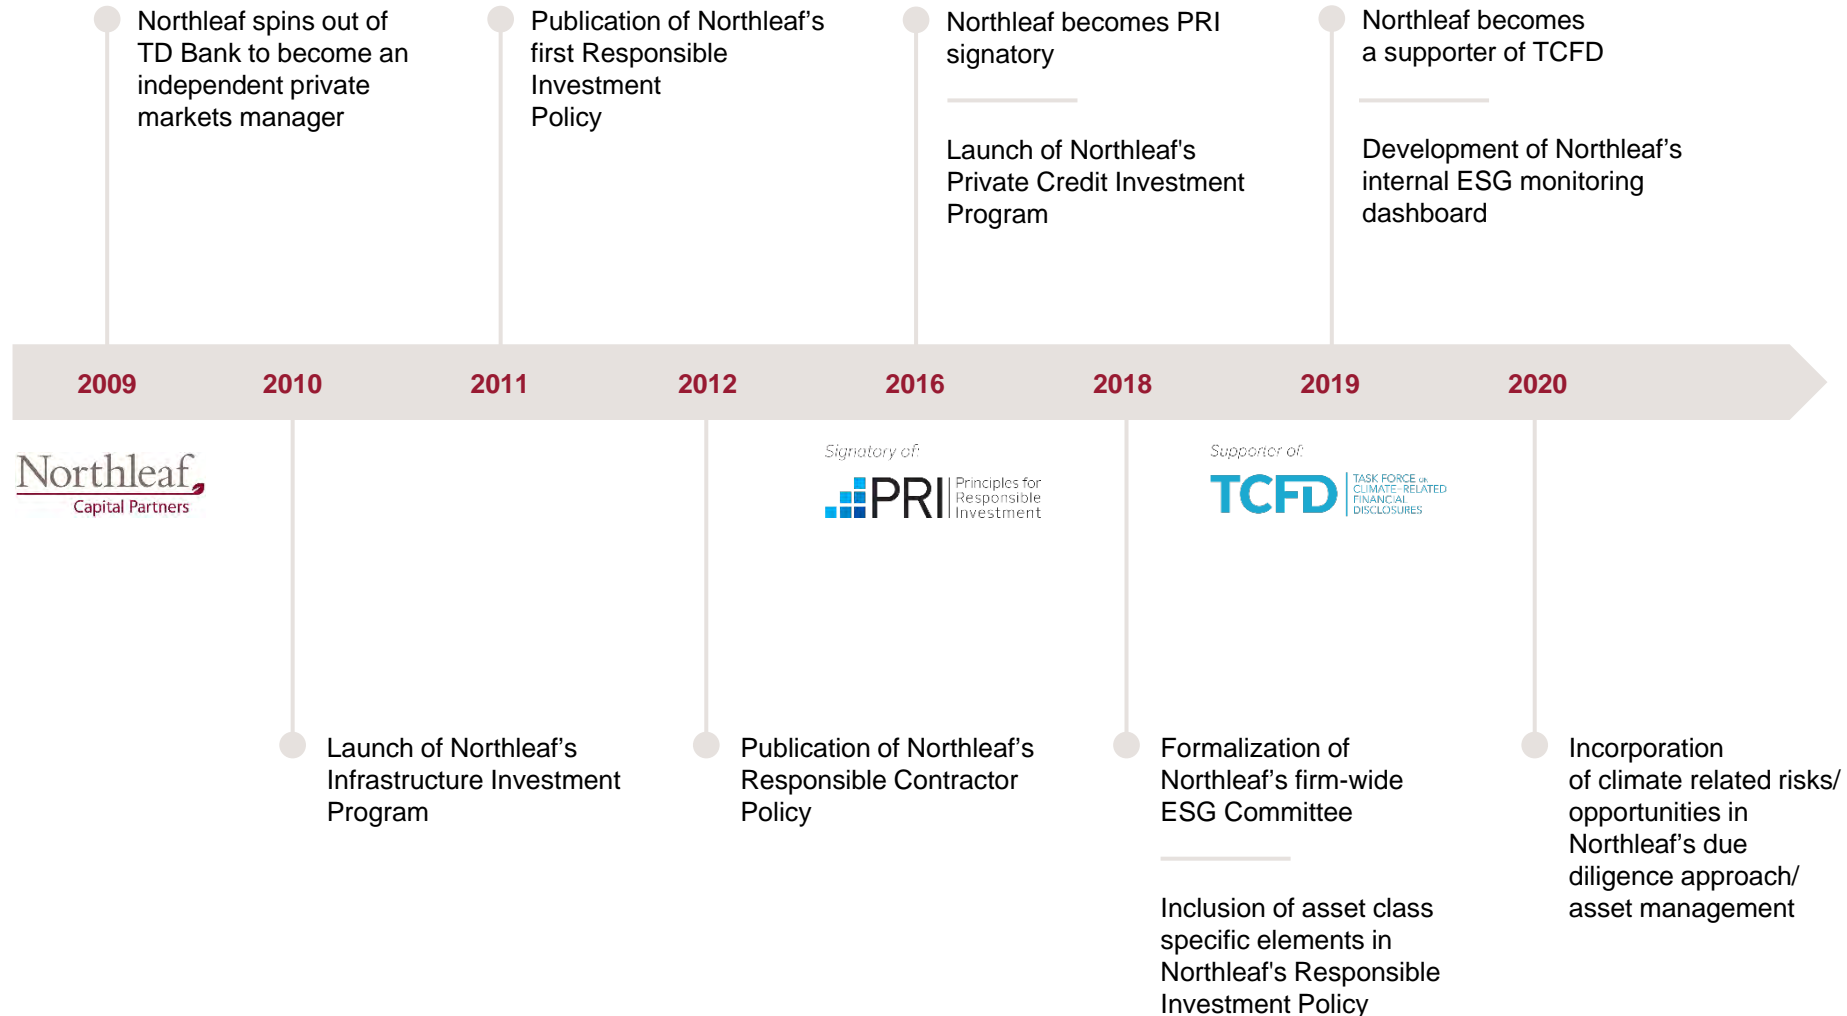 Northleaf spins out of
TD Bank to become an
independent private
markets manager
Publication of Northleaf’s
first Responsible
Investment
Policy
Northleaf becomes PRI
signatory
Launch of Northleaf's
Private Credit Investment
Program
Northleaf becomes
a supporter of TCFD
Development of Northleaf’s
internal ESG monitoring
dashboard
2009
2010
2011
2012
2016
2018
2019
2020
Northleaf
Capital Partners
Signatory of:
PRI
Principles for
Responsible
Investment
Supporter of:
TCFD
TASK FORCE ON
CLIMATE-RELATED
FINANCIAL
DISCLOSURES
Launch of Northleaf’s
Infrastructure Investment
Program
Publication of Northleaf’s
Responsible Contractor
Policy
Formalization of
Northleaf’s firm-wide
ESG Committee
Inclusion of asset class
specific elements in
Northleaf's Responsible
Investment Policy
Incorporation
of climate related risks/
opportunities in
Northleaf’s due
diligence approach/
asset management